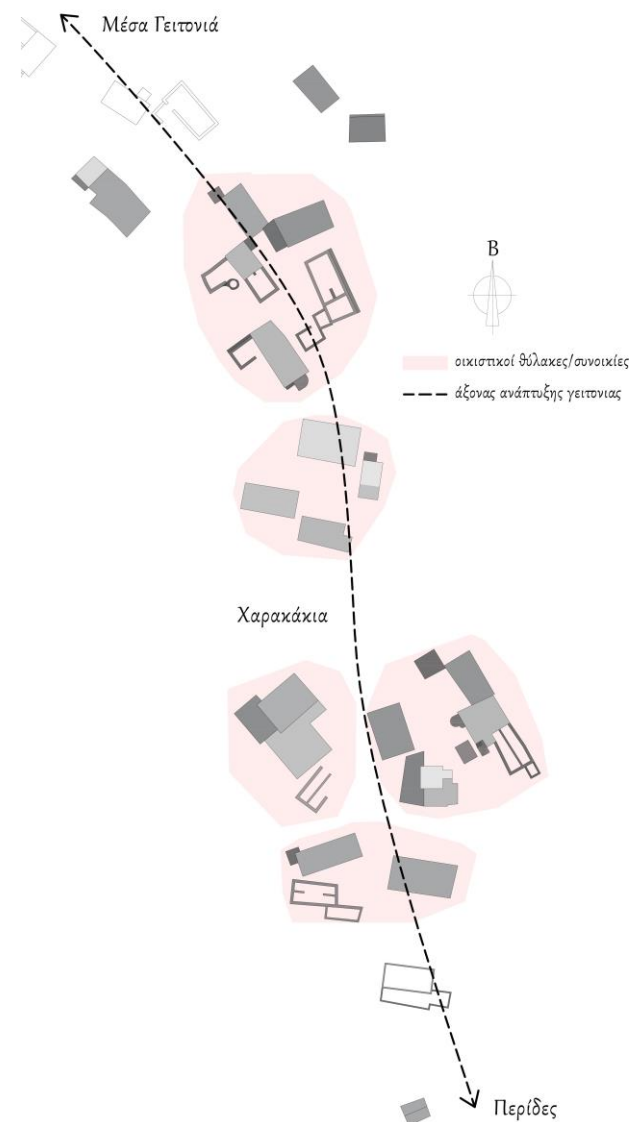 Μέσα Γειτονιά
Β
οικιστικοί θύλακες/συνοικίες
άξονας ανάπτυξης γειτονιας
Χαρακάκια
Περίδες